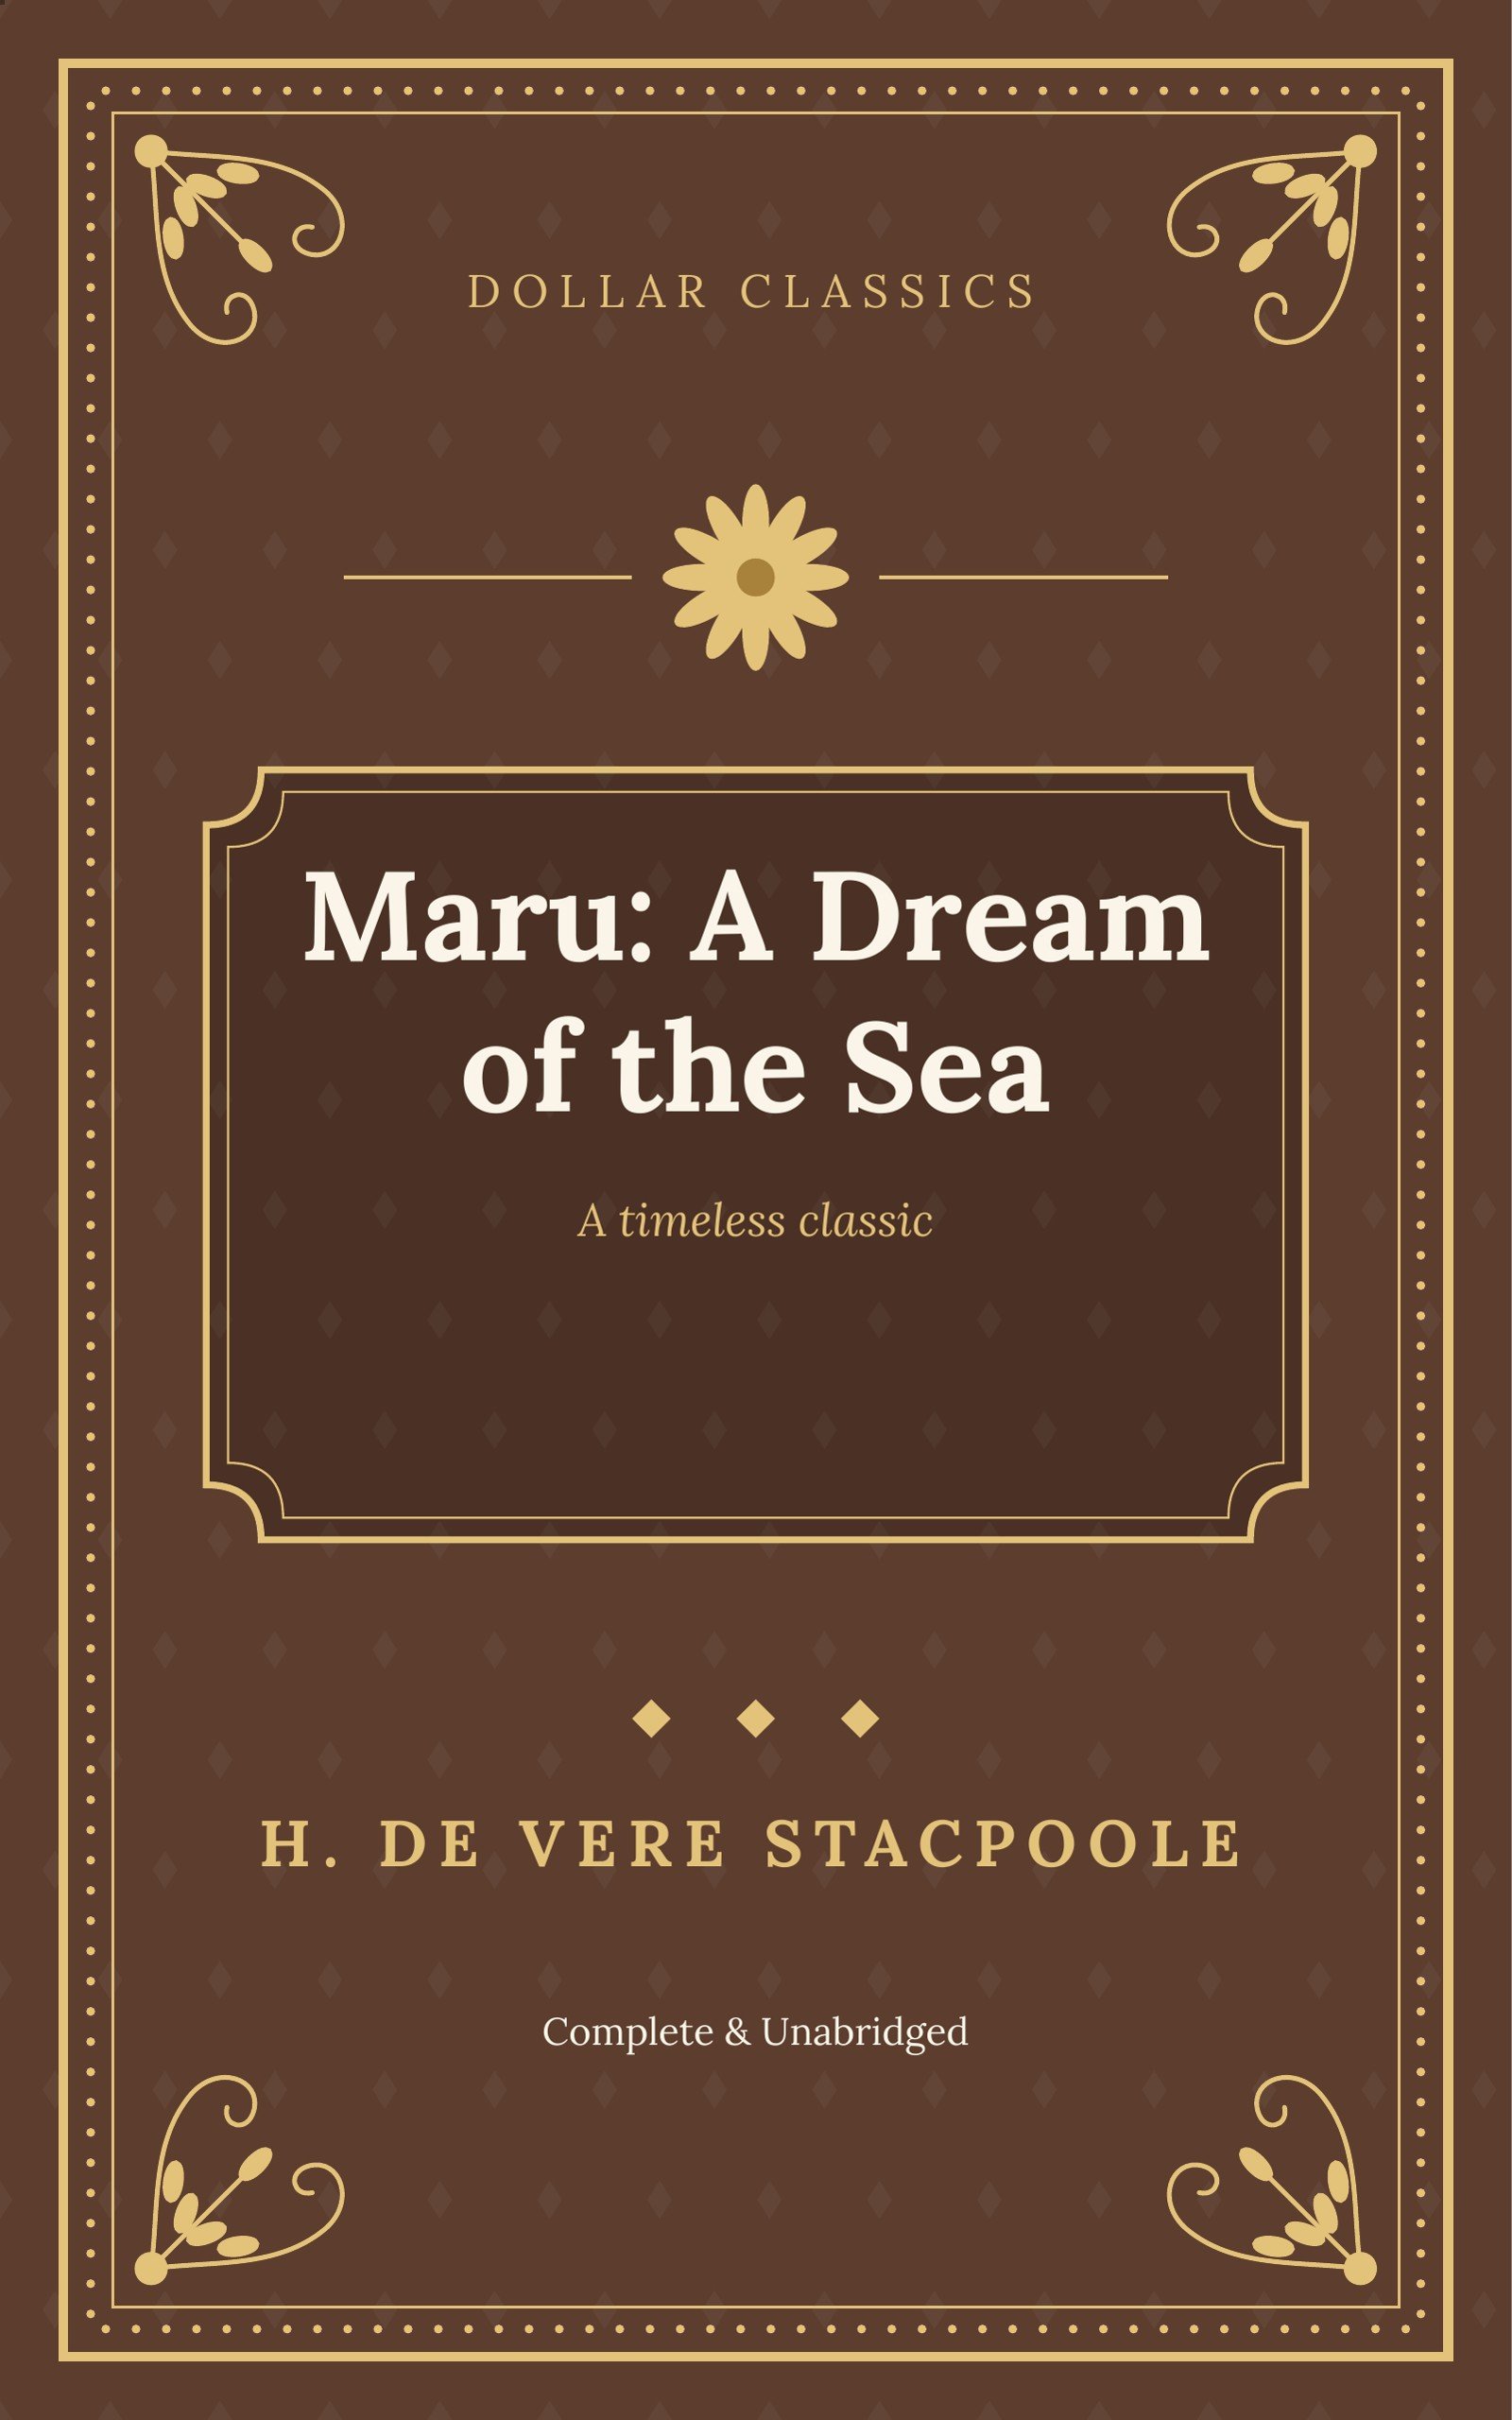 DOLLAR CLASSICS
Maru: A Dream
of the Sea
A timeless classic
H. DE VERE STACPOOLE
Complete & Unabridged